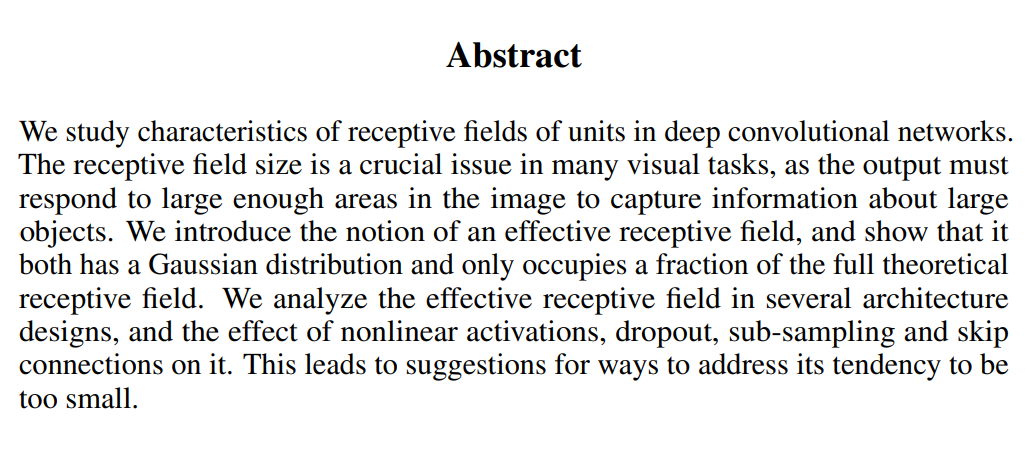 Abstract
We study characteristics of receptive fields of units in deep convolutional networks.
The receptive field size is a crucial issue in many visual tasks, as the output must
respond to large enough areas in the image to capture information about large
objects. We introduce the notion of an effective receptive field, and show that it
both has a Gaussian distribution and only occupies a fraction of the full theoretical
receptive field. We analyze the effective receptive field in several architecture
designs, and the effect of nonlinear activations, dropout, sub-sampling and skip
connections on it. This leads to suggestions for ways to address its tendency to be
too small.